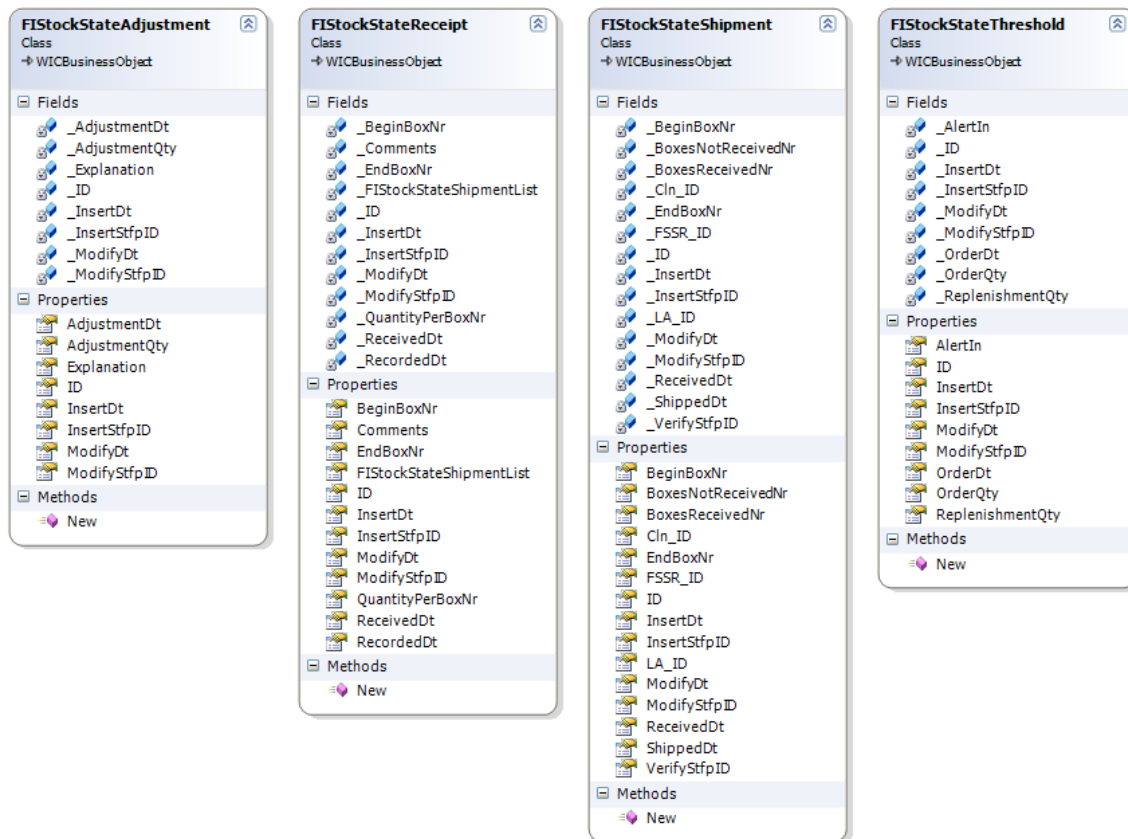 FIStockStateAdjustment
Class
WICBusinessObject
Fields
_AdjustmentDt
_AdjustmentQty
_Explanation
_ID
_InsertDt
_InsertStfpID
_ModifyDt
_ModifyStfpID
Properties
AdjustmentDt
AdjustmentQty
Explanation
ID
InsertDt
InsertStfpID
ModifyDt
ModifyStfpID
Methods
New
FIStockStateReceipt
Class
WICBusinessObject
Fields
_BeginBoxNr
_Comments
_EndBoxNr
_FIStockStateShipmentList
_ID
_InsertDt
_InsertStfpID
_ModifyDt
_ModifyStfpID
_QuantityPerBoxNr
_ReceivedDt
_RecordedDt
Properties
BeginBoxNr
Comments
EndBoxNr
FIStockStateShipmentList
ID
InsertDt
InsertStfpID
ModifyDt
ModifyStfpID
QuantityPerBoxNr
ReceivedDt
RecordedDt
Methods
New
FIStockStateShipment
Class
WICBusinessObject
Fields
_BeginBoxNr
_BoxesNotReceivedNr
_BoxesReceivedNr
_Cln_ID
_EndBoxNr
_FSSR_ID
_ID
_InsertDt
_InsertStfpID
_LA_ID
_ModifyDt
_ModifyStfpID
_ReceivedDt
_ShippedDt
_VerifyStfpID
Properties
BeginBoxNr
BoxesNotReceivedNr
BoxesReceivedNr
Cln_ID
EndBoxNr
FSSR_ID
ID
InsertDt
InsertStfpID
LA_ID
ModifyDt
ModifyStfpID
ReceivedDt
ShippedDt
VerifyStfpID
Methods
New
FIStockStateThreshold
Class
WICBusinessObject
Fields
_AlertIn
_ID
_InsertDt
_InsertStfpID
_ModifyDt
_ModifyStfpID
_OrderDt
_OrderQty
_ReplenishmentQty
Properties
AlertIn
ID
InsertDt
InsertStfpID
ModifyDt
ModifyStfpID
OrderDt
OrderQty
ReplenishmentQty
Methods
New